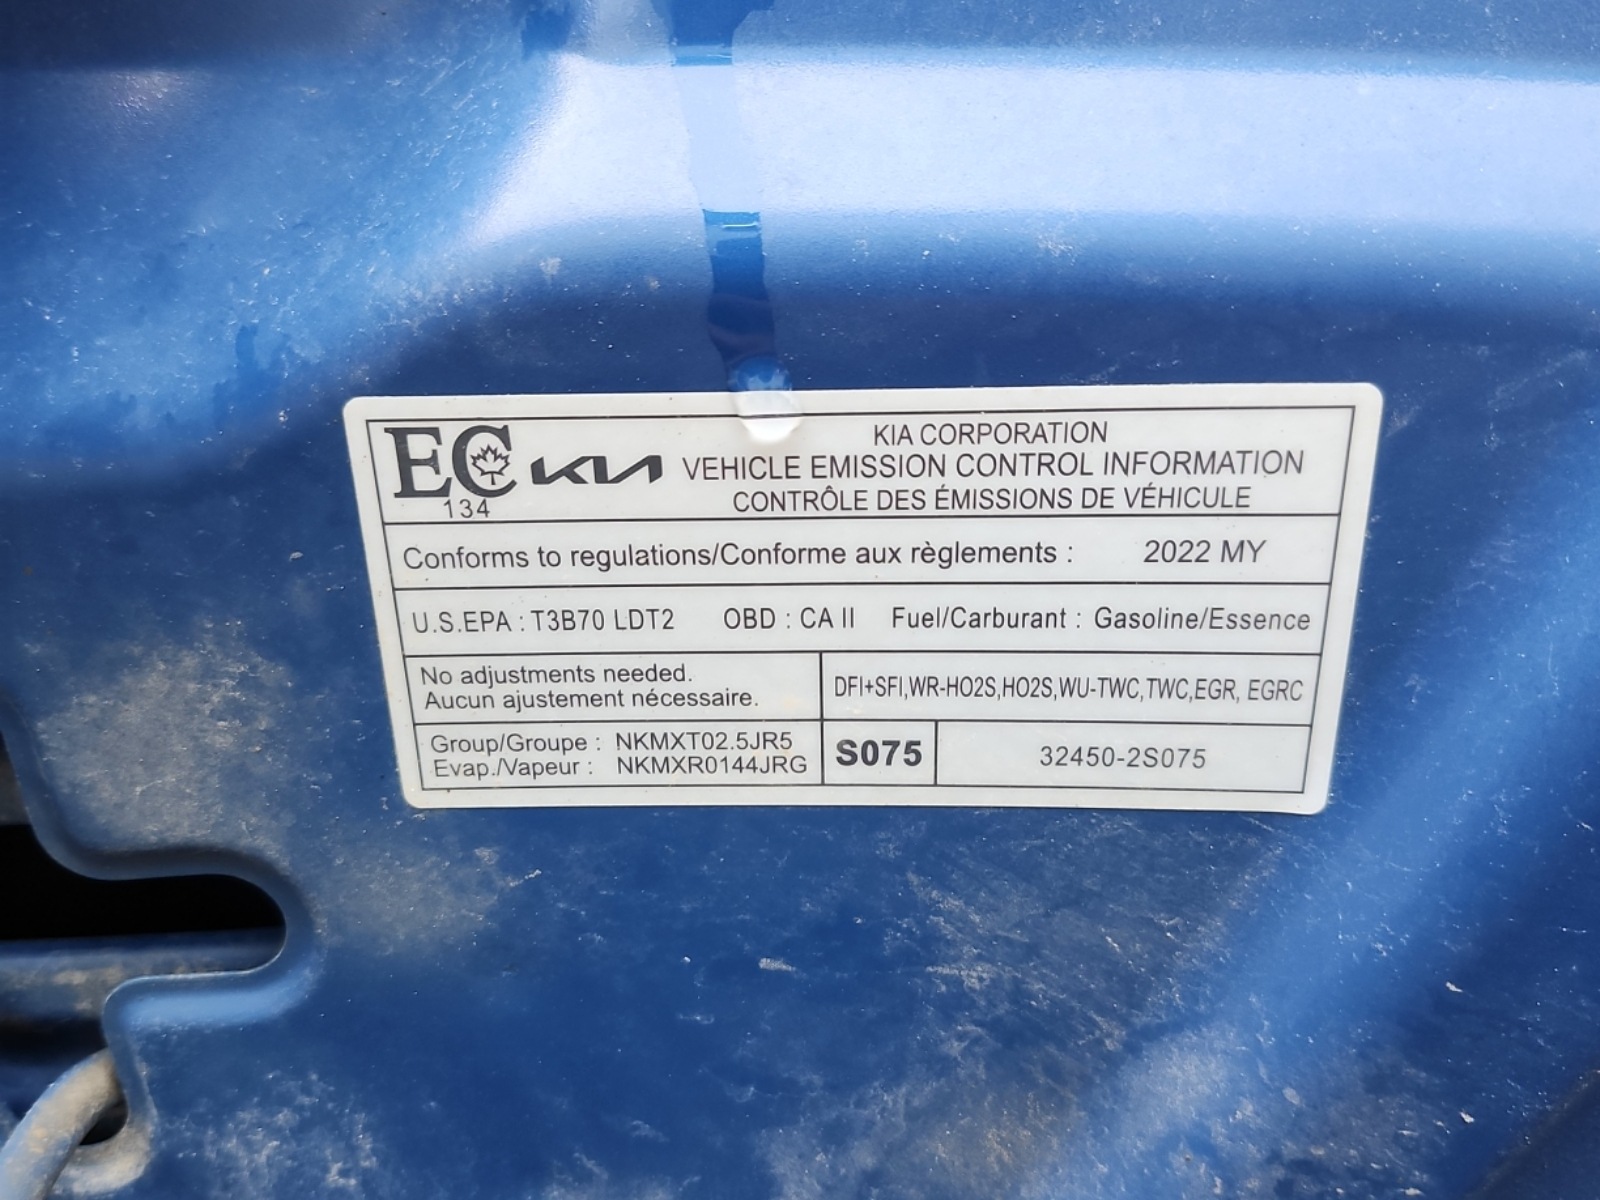 EC
134
KIA
KIA CORPORATION
VEHICLE EMISSION CONTROL INFORMATION
CONTRÔLE DES ÉMISSIONS DE VÉHICULE
Conforms to regulations/Conforme aux règlements : 2022 MY
U.S.EPA : T3B70 LDT2 OBD : CA II Fuel/Carburant : Gasoline/Essence
No adjustments needed.
Aucun ajustement nécessaire.
DFI+SFI,WR-HO2S,HO2S,WU-TWC,TWC,EGR, EGRC
Group/Groupe : NKMXT02.5JR5
Evap./Vapeur : NKMXR0144JRG
S075
32450-2S075